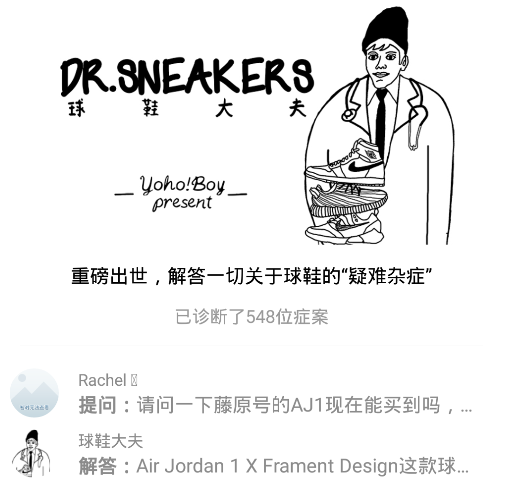 DR.SNEAKERS
球鞋大夫
Yoho!Boy
present
重磅出世，解答一切关于球鞋的“疑难杂症”
已诊断了548位症案
Rachel
提问：请问一下藤原号的AJ1现在能买到吗，...
球鞋大夫
解答：Air Jordan 1 X Frament Design这款球...